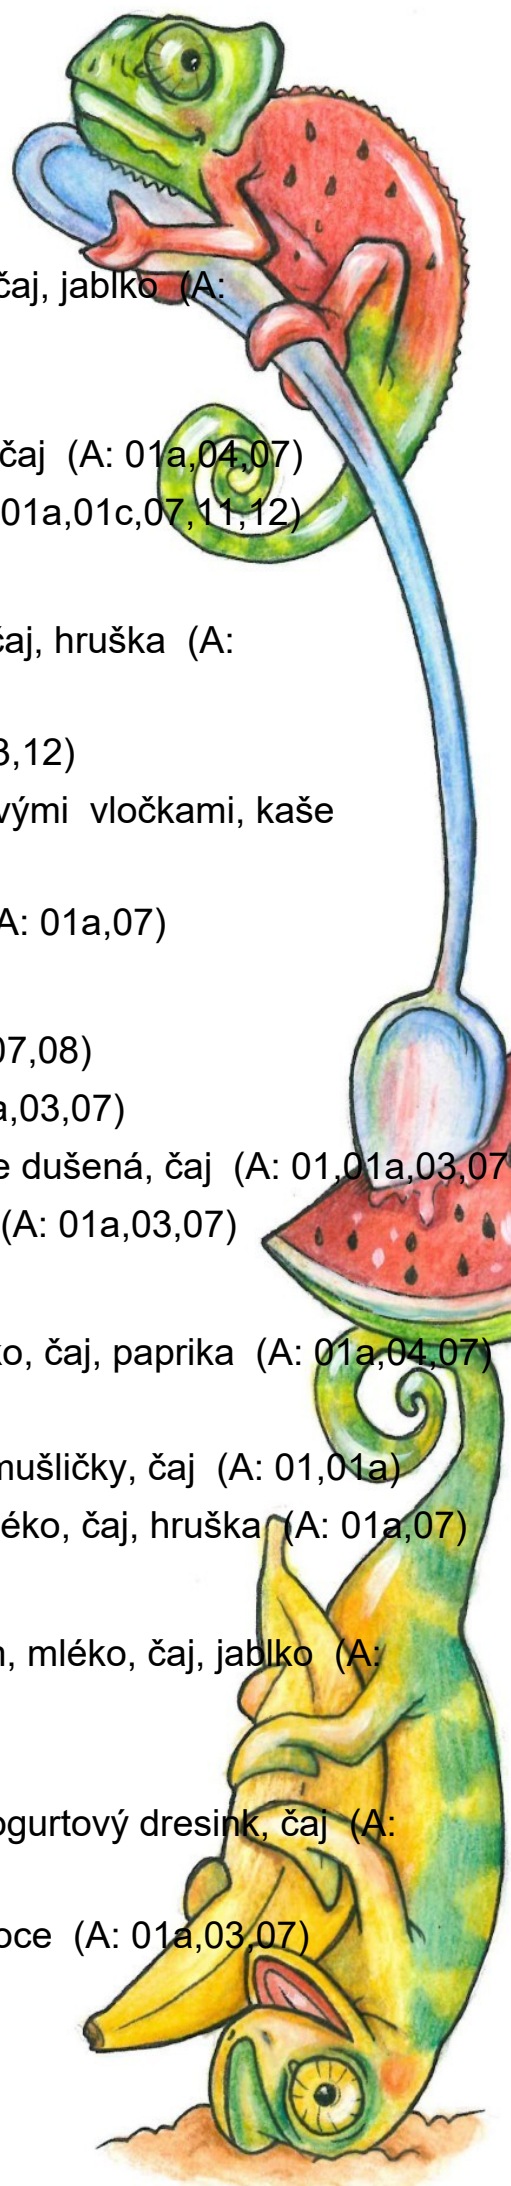 čaj, jablko (A:
čaj (A: 01a,04,07)
01a,01c,07,11,12)
čaj, hruška (A:
3,12)
vými vločkami, kaše
A: 01a,07)
07,08)
a,03,07)
e dušená, čaj (A: 01,01a,03,07
(A: 01a,03,07)
ko, čaj, paprika (A: 01a,04,07)
mušličky, čaj (A: 01,01a)
léko, čaj, hruška (A: 01a,07)
n, mléko, čaj, jablko (A:
ogurtový dresink, čaj (A:
oce (A: 01a,03,07)